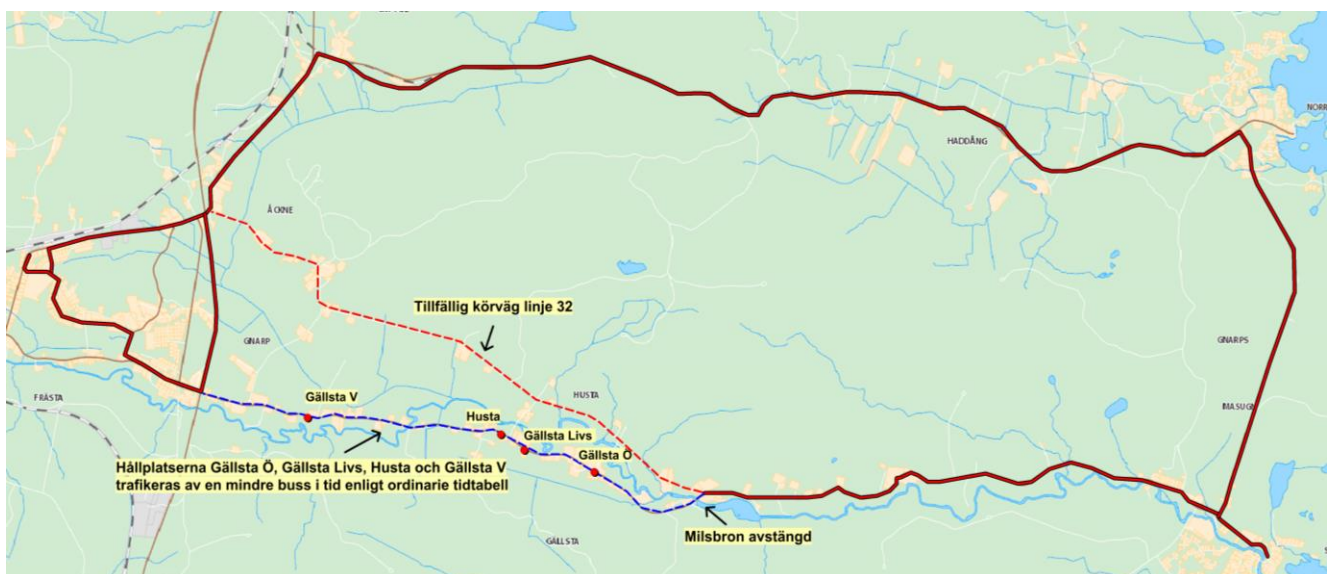 HADDÅNG
ÅCKNE
Tillfällig körväg linje 32
GNARP
GNARPS
HUSTA
FRÄSTA
Gällsta V
MASUGN
Husta
Gällsta Livs
Gällsta Ö
Hållplatserna Gällsta Ö, Gällsta Livs, Husta och Gällsta V
trafikeras av en mindre buss i tid enligt ordinarie tidtabell
Milsbron avstängd
GÄLLSTA